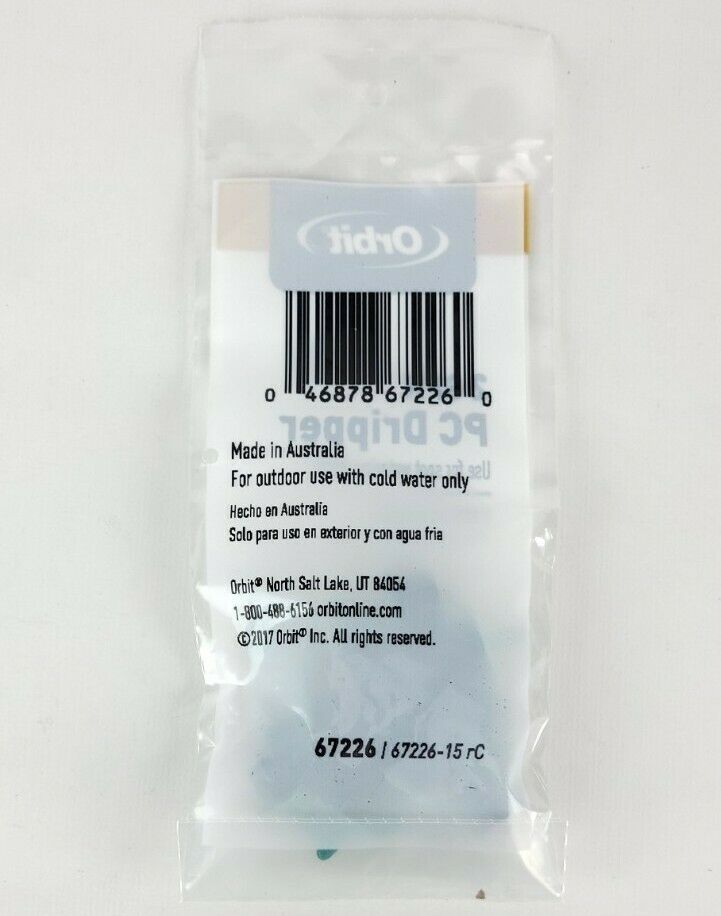 Orbit
0 46878 67226 0
PC Dripper
Made in Australia
Use for
For outdoor use with cold water only
Hecho en Australia
Solo para uso en exterior y con agua fria
Orbit® North Salt Lake, UT 84054
1-800-488-6156 orbitonline.com
©2017 Orbit® Inc. All rights reserved.
67226 / 67226-15 rC